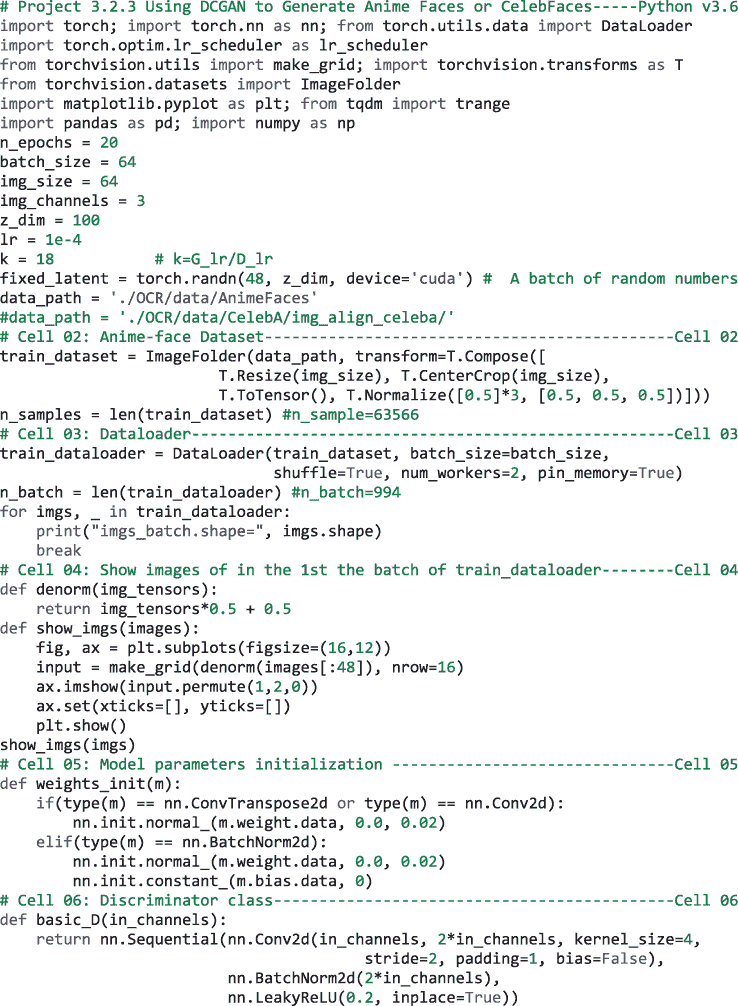 # Project 3.2.3 Using DCGAN to Generate Anime Faces or CelebFaces-----Python v3.6
import torch; import torch.nn as nn; from torch.utils.data import DataLoader
import torch.optim.lr_scheduler as lr_scheduler
from torchvision.utils import make_grid; import torchvision.transforms as T
from torchvision.datasets import ImageFolder
import matplotlib.pyplot as plt; from tqdm import trange
import pandas as pd; import numpy as np
n_epochs = 20
batch_size = 64
img_size = 64
img_channels = 3
z_dim = 100
lr = 1e-4
k = 18           # k=G_lr/D_lr
fixed_latent = torch.randn(48, z_dim, device='cuda') #  A batch of random numbers
data_path = './OCR/data/AnimeFaces'
#data_path = './OCR/data/CelebA/img_align_celeba/'
# Cell 02: Anime-face Dataset---------------------------------------------Cell 02
train_dataset = ImageFolder(data_path, transform=T.Compose([
                        T.Resize(img_size), T.CenterCrop(img_size),
                        T.ToTensor(), T.Normalize([0.5]*3, [0.5, 0.5, 0.5])]))
n_samples = len(train_dataset) #n_sample=63566
# Cell 03: Dataloader-----------------------------------------------------Cell 03
train_dataloader = DataLoader(train_dataset, batch_size=batch_size,
                              shuffle=True, num_workers=2, pin_memory=True)
n_batch = len(train_dataloader) #n_batch=994
for imgs, _ in train_dataloader:
    print("imgs_batch.shape=", imgs.shape)
    break
# Cell 04: Show images of in the 1st the batch of train_dataloader--------Cell 04
def denorm(img_tensors):
    return img_tensors*0.5 + 0.5
def show_imgs(images):
    fig, ax = plt.subplots(figsize=(16,12))
    input = make_grid(denorm(images[:48]), nrow=16)
    ax.imshow(input.permute(1,2,0))
    ax.set(xticks=[], yticks=[])
    plt.show()
show_imgs(imgs)
# Cell 05: Model parameters initialization -------------------------------Cell 05
def weights_init(m):
    if(type(m) == nn.ConvTranspose2d or type(m) == nn.Conv2d):
        nn.init.normal_(m.weight.data, 0.0, 0.02)
    elif(type(m) == nn.BatchNorm2d):
        nn.init.normal_(m.weight.data, 0.0, 0.02)
        nn.init.constant_(m.bias.data, 0)
# Cell 06: Discriminator class--------------------------------------------Cell 06
def basic_D(in_channels):
    return nn.Sequential(nn.Conv2d(in_channels, 2*in_channels, kernel_size=4,
                                        stride=2, padding=1, bias=False),
                         nn.BatchNorm2d(2*in_channels),
                         nn.LeakyReLU(0.2, inplace=True))